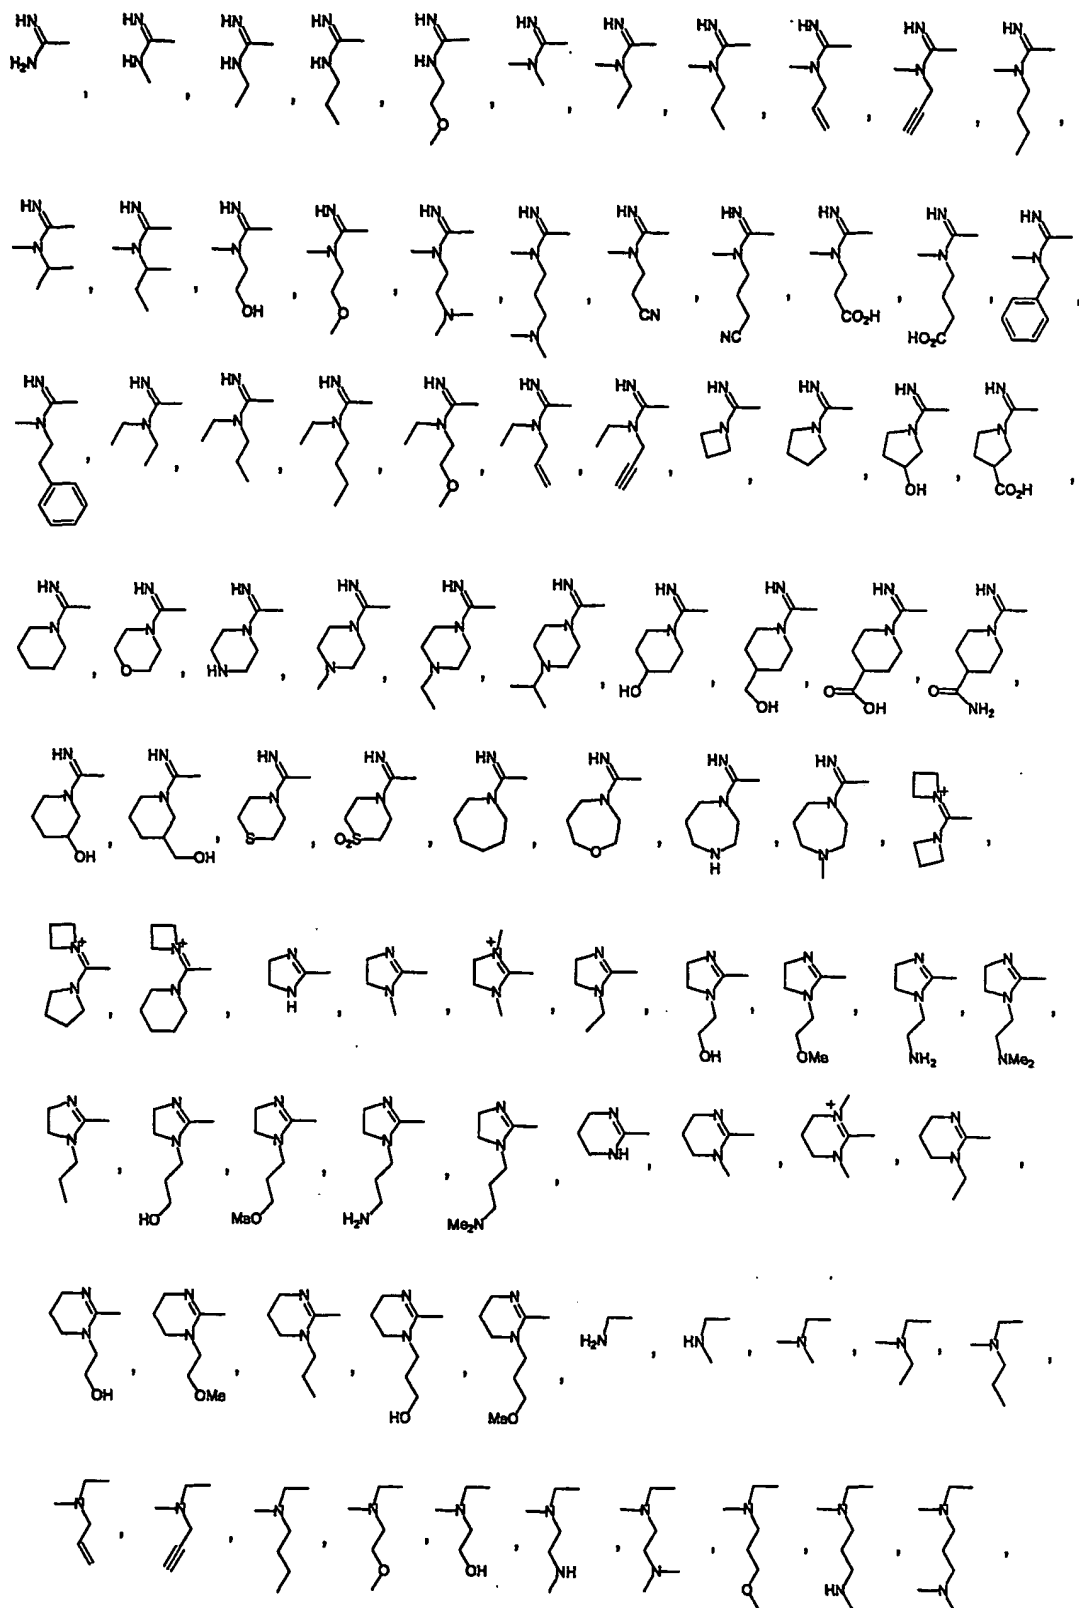 HN HN HN HN HN HN HN HN HN HN HN
H₂N HN HN HN HN N N N N N N
, , , , , , , , , , ,
O
HN HN HN HN HN HN HN HN HN HN HN
N N N N N N N N N N N
, , , , , , , , , , ,
OH O N CN NC CO₂H HO₂C
N
HN HN HN HN HN HN HN HN HN HN HN
N N N N N N N N N N N
, , , , , , , , , , ,
O OH CO₂H
HN HN HN HN HN HN HN HN HN HN
N N N N N N N N N N
O HN N N N HO OH O OH O NH₂
, , , , , , , , , ,
HN HN HN HN HN HN HN HN N+
N N N N N N N N N
OH OH S O₂S O N H N
, , , , , , , , ,
N+ N+ N N N+ N N N N N
N N N H N N N N N N N
, , , , , , , , , ,
OH OMe NH₂ NMe₂
N N N N N N N N+ N
N N N N N NH N N N
, , , , , , , , ,
HO MeO H₂N Me₂N
N N N N N
N N N N N H₂N HN N N N
, , , , , , , , , ,
OH OMe HO MeO
N N N N N N N N N N
, , , , , , , , , ,
O OH NH N O HN N